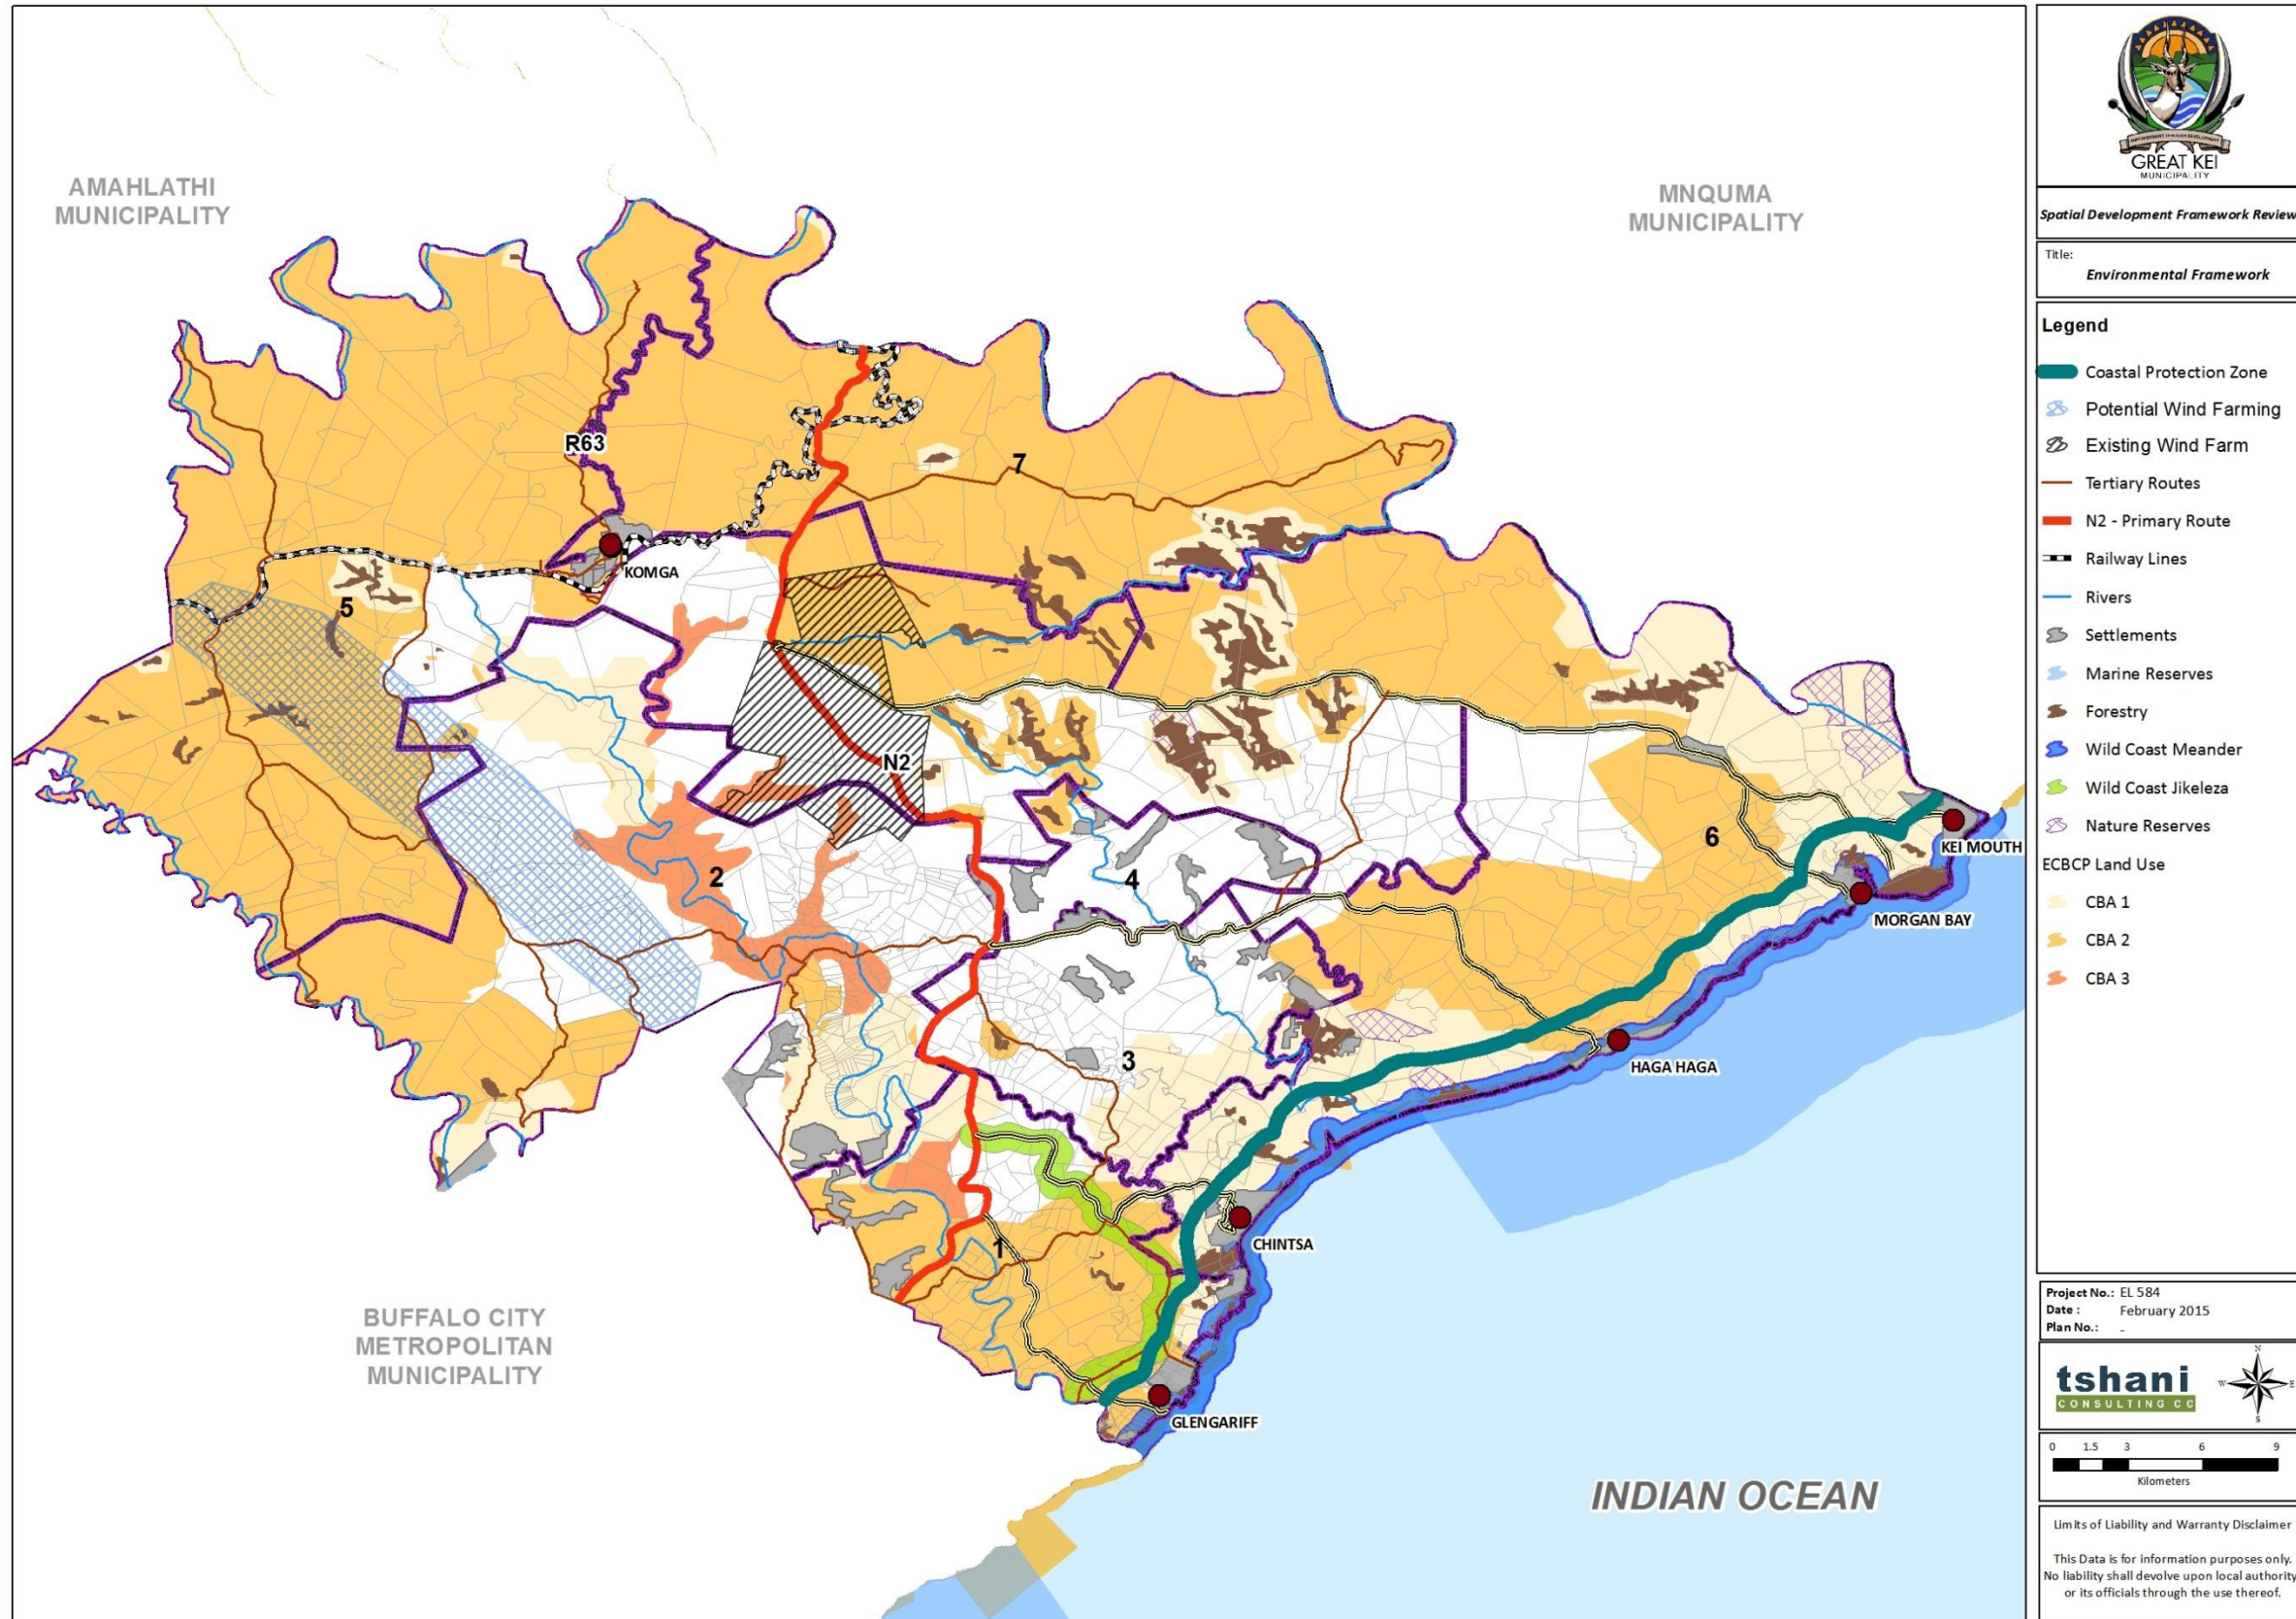 AMAHLATHI
MUNICIPALITY
MNQUMA
MUNICIPALITY
R63
7
KOMGA
5
N2
2
4
6
KEI MOUTH
MORGAN BAY
3
HAGA HAGA
CHINTSA
1
BUFFALO CITY
METROPOLITAN
MUNICIPALITY
GLENGARIFF
INDIAN OCEAN
GREAT KEI
MUNICIPALITY
Spatial Development Framework Review
Title:
Environmental Framework
Legend
Coastal Protection Zone
Potential Wind Farming
Existing Wind Farm
Tertiary Routes
N2 - Primary Route
Railway Lines
Rivers
Settlements
Marine Reserves
Forestry
Wild Coast Meander
Wild Coast Jikeleza
Nature Reserves
ECBCP Land Use
CBA 1
CBA 2
CBA 3
Project No.: EL 584
Date : February 2015
Plan No.: -
tshani
CONSULTING CC
N
W E
S
0 1.5 3 6 9
Kilometers
Limits of Liability and Warranty Disclaimer
This Data is for information purposes only.
No liability shall devolve upon local authority
or its officials through the use thereof.